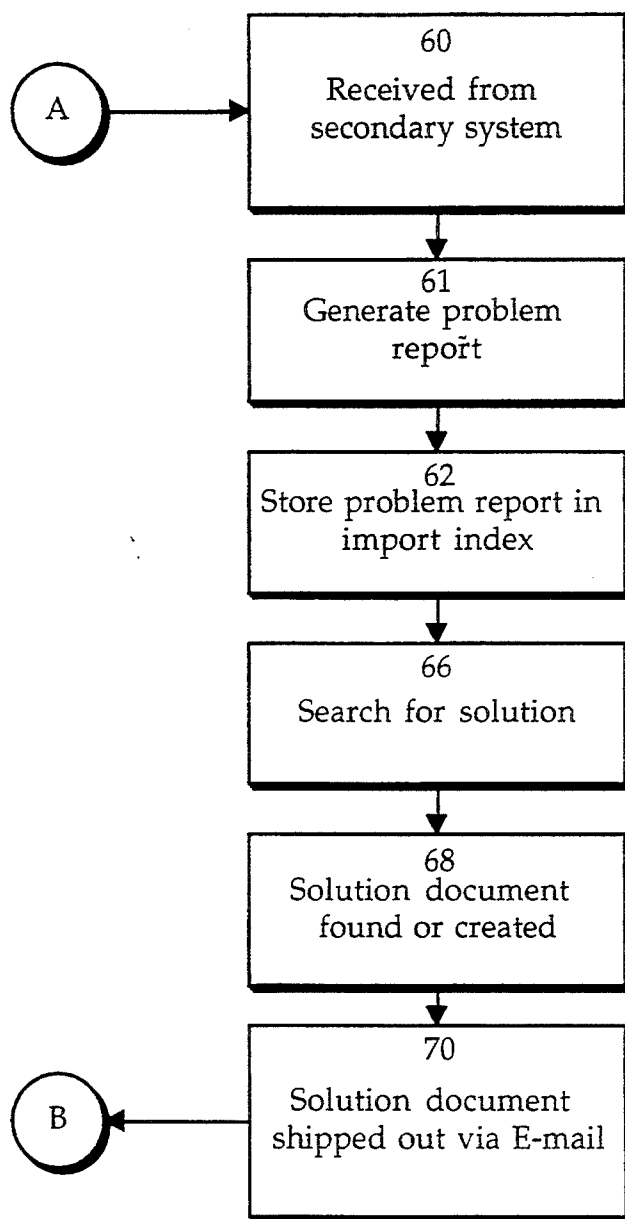 A
60
Received from
secondary system
61
Generate problem
report
62
Store problem report in
import index
66
Search for solution
68
Solution document
found or created
70
Solution document
shipped out via E-mail
B